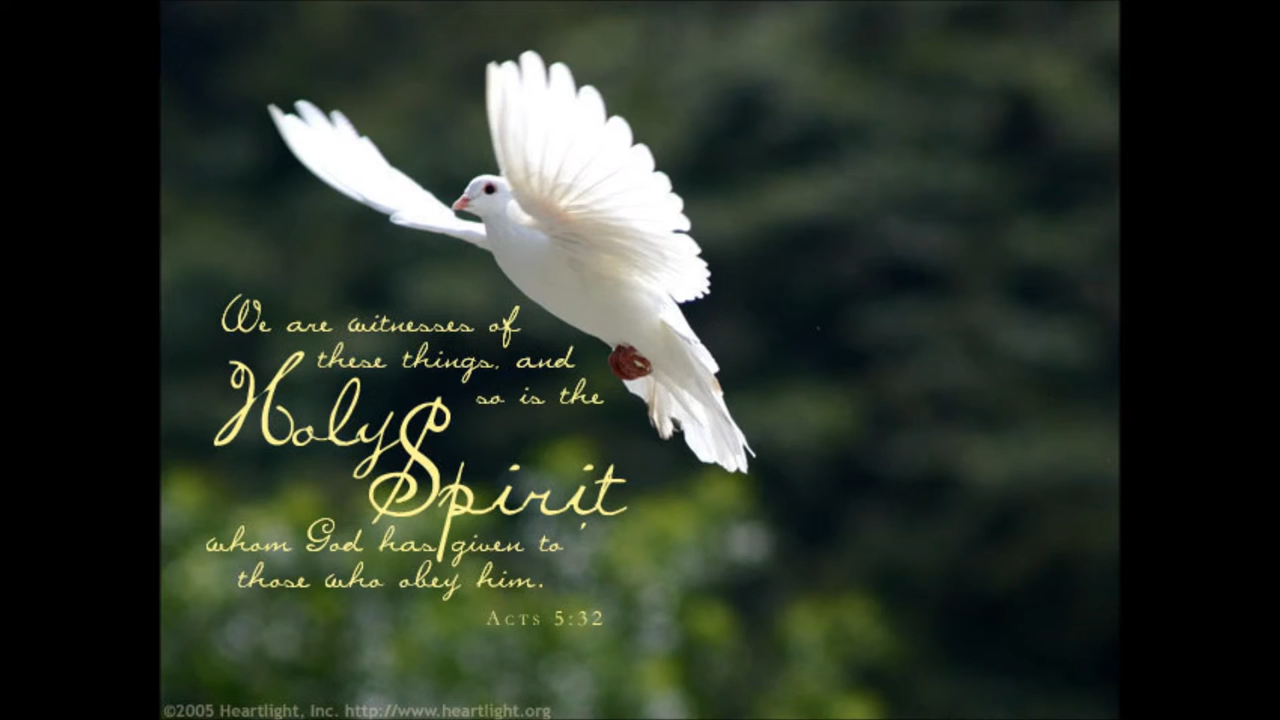 We are witnesses of
these things, and
so is the
Holy
Spirit
whom God has given to
those who obey him.
Acts 5:32
©2005 Heartlight, Inc. http://www.heartlight.org